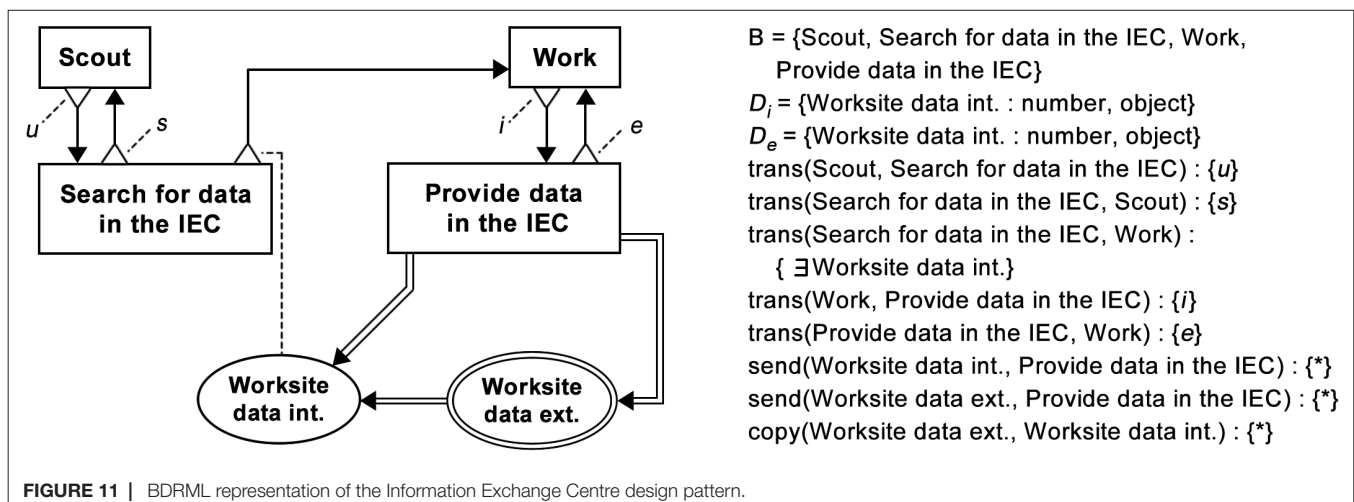 Scout
Work
u
s
i
e
Search for data
in the IEC
Provide data
in the IEC
Worksite
data int.
Worksite
data ext.
B = {Scout, Search for data in the IEC, Work,
Provide data in the IEC}
Di = {Worksite data int. : number, object}
De = {Worksite data int. : number, object}
trans(Scout, Search for data in the IEC) : {u}
trans(Search for data in the IEC, Scout) : {s}
trans(Search for data in the IEC, Work) :
{ ∃ Worksite data int.}
trans(Work, Provide data in the IEC) : {i}
trans(Provide data in the IEC, Work) : {e}
send(Worksite data int., Provide data in the IEC) : {*}
send(Worksite data ext., Provide data in the IEC) : {*}
copy(Worksite data ext., Worksite data int.) : {*}
FIGURE 11 | BDRML representation of the Information Exchange Centre design pattern.